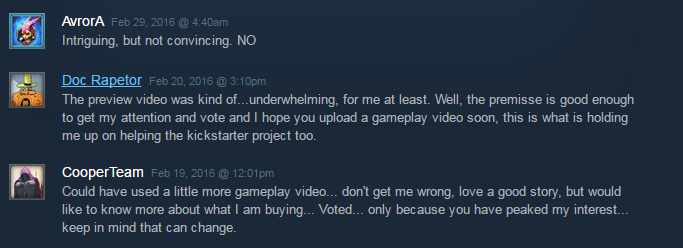 AvrorA Feb 29, 2016 @ 4:40am
Intriguing, but not convincing. NO
Doc Rapetor Feb 20, 2016 @ 3:10pm
The preview video was kind of...underwhelming, for me at least. Well, the premisse is good enough
to get my attention and vote and I hope you upload a gameplay video soon, this is what is holding
me up on helping the kickstarter project too.
CooperTeam Feb 19, 2016 @ 12:01pm
Could have used a little more gameplay video... don't get me wrong, love a good story, but would
like to know more about what I am buying... Voted... only because you have peaked my interest...
keep in mind that can change.